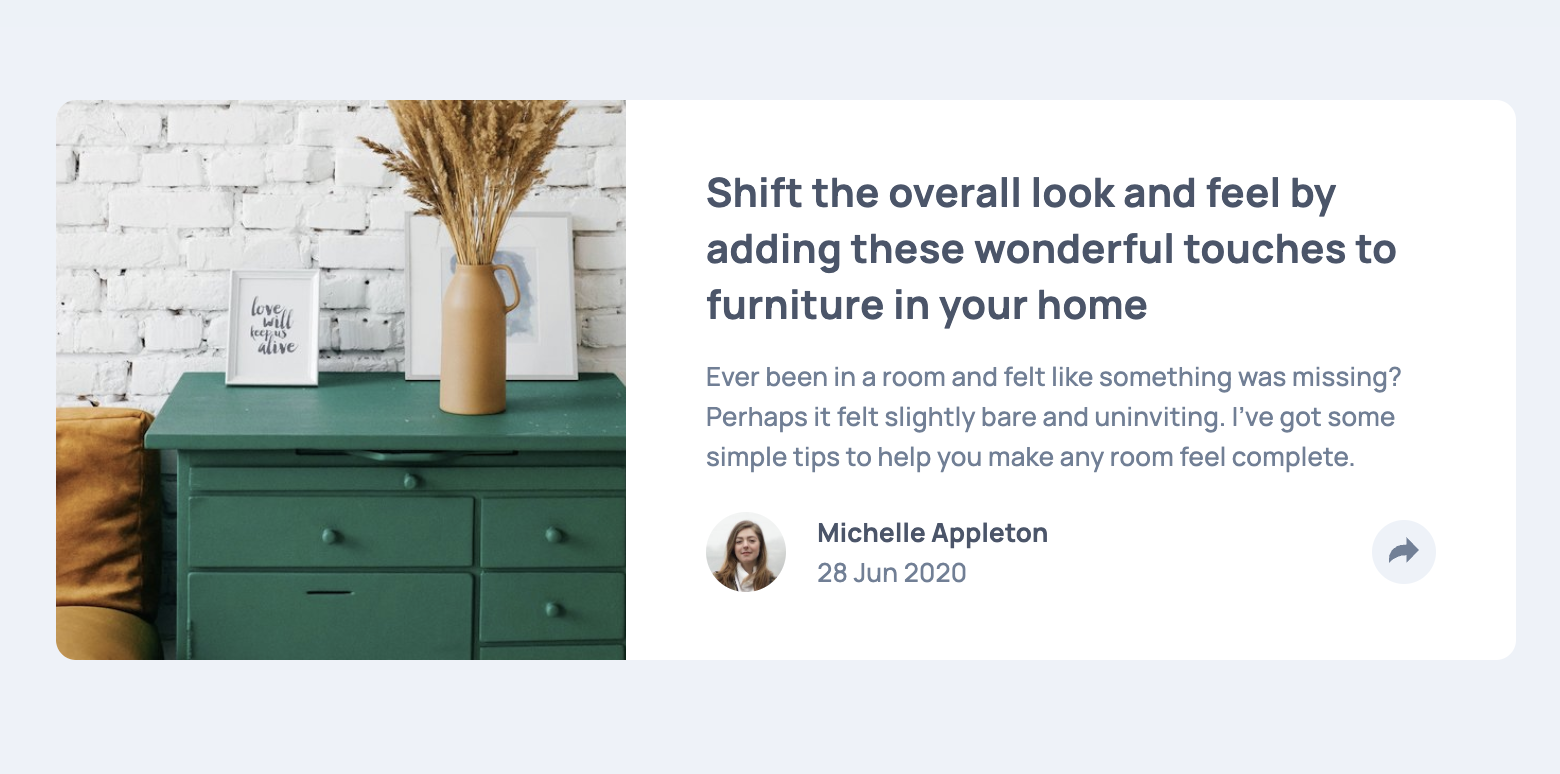 love
will
keep us
alive
Shift the overall look and feel by
adding these wonderful touches to
furniture in your home
Ever been in a room and felt like something was missing?
Perhaps it felt slightly bare and uninviting. I’ve got some
simple tips to help you make any room feel complete.
Michelle Appleton
28 Jun 2020